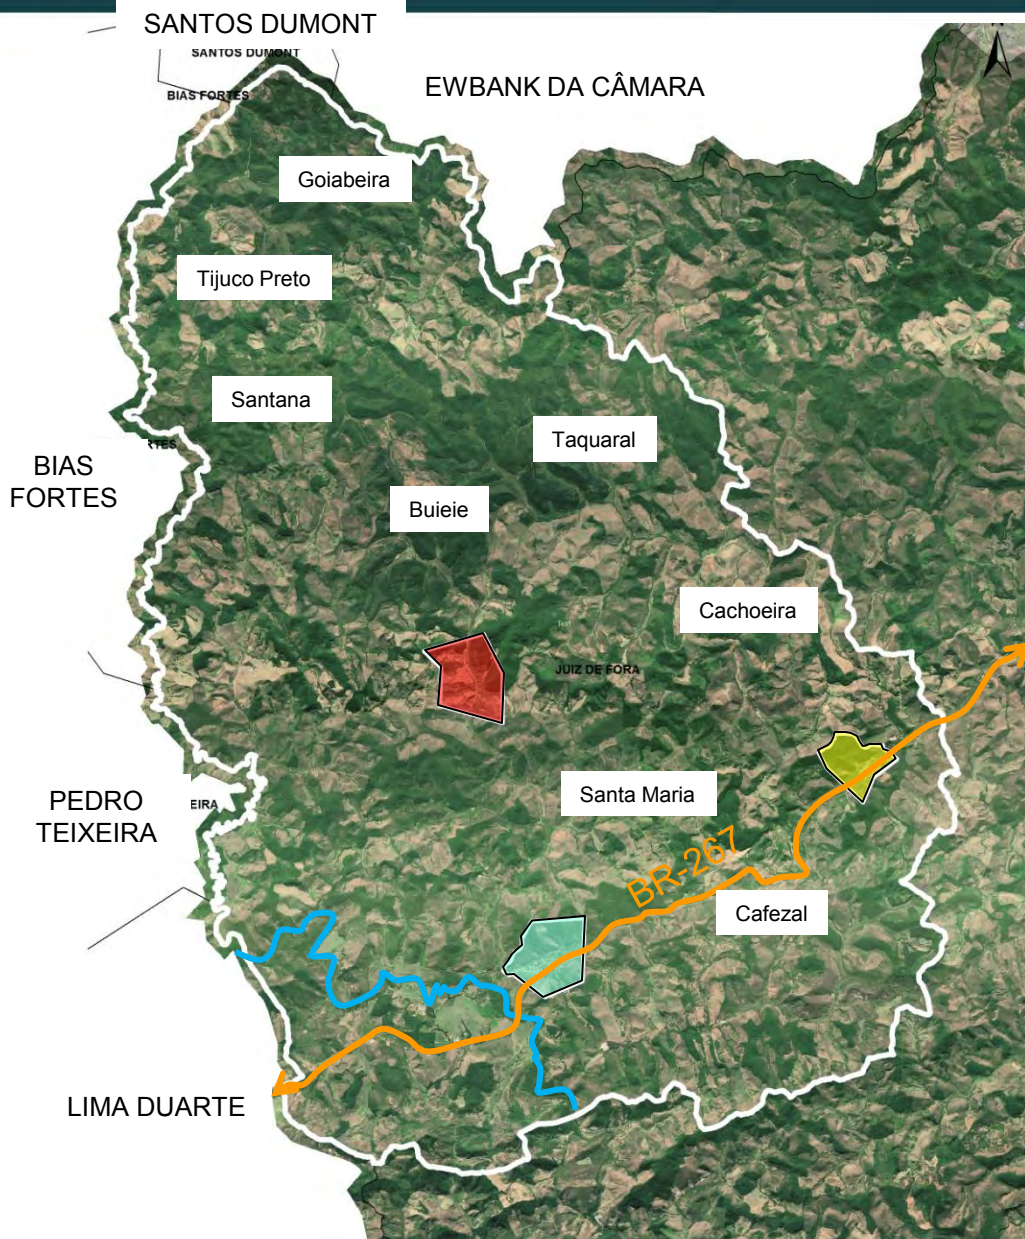 SANTOS DUMONT
SANTOS DUMONT
EWBANK DA CÂMARA
BIAS FORTES
Goiabeira
Tijuco Preto
Santana
Taquaral
BIAS
FORTES
Buieie
Cachoeira
JUIZ DE FORA
PEDRO
TEIXEIRA
EIRA
Santa Maria
BR-267
Cafezal
LIMA DUARTE